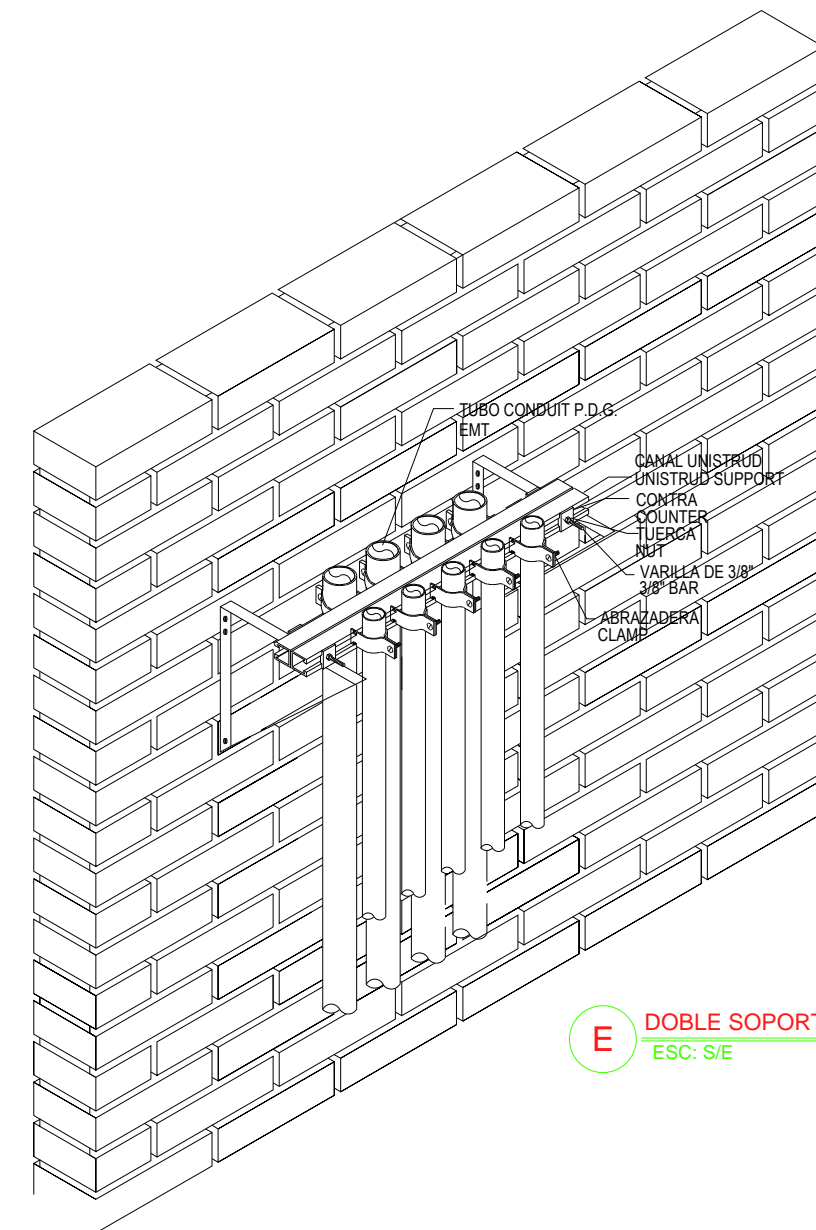 TUBO CONDUIT P.D.G.
EMT
CANAL UNISTRUD
UNISTRUD SUPPORT
CONTRA
COUNTER
TUERCA
NUT
VARILLA DE 3/8"
3/8" BAR
ABRAZADERA
CLAMP
E
DOBLE SOPORT
ESC: S/E